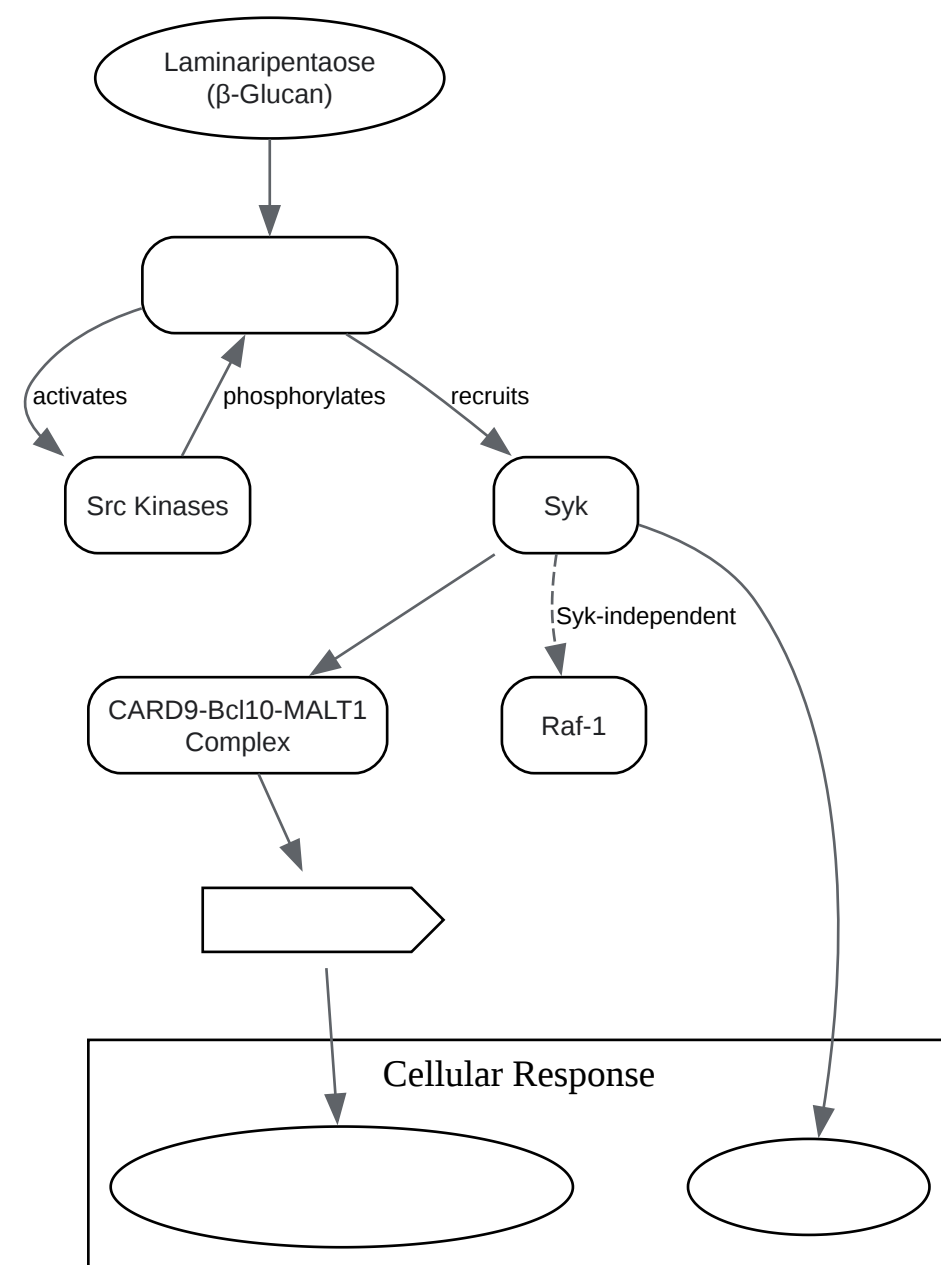 Laminaripentaose
(β-Glucan)
activates
phosphorylates
recruits
Src Kinases
Syk
Syk-independent
CARD9-Bcl10-MALT1
Complex
Raf-1
Cellular Response